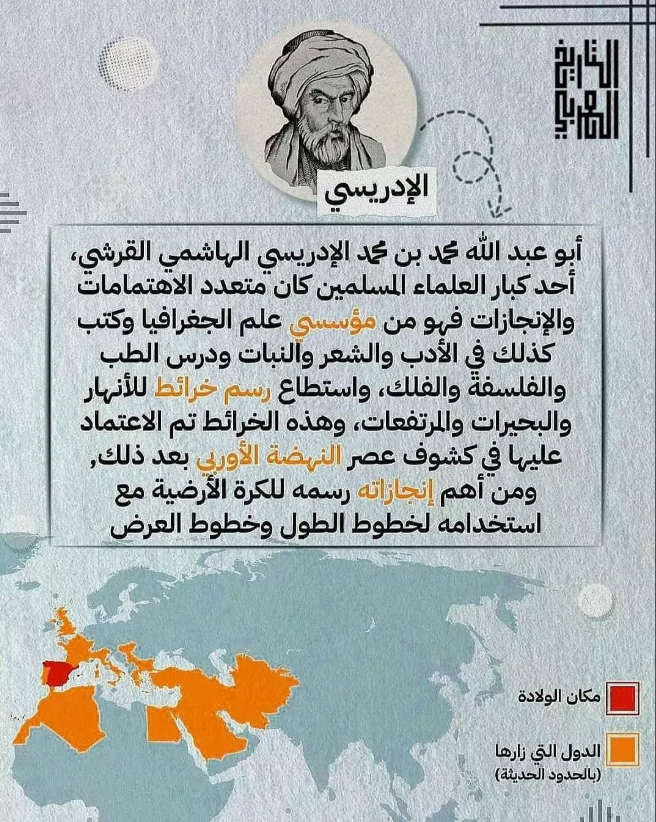 التاريخ
العربي
الإدريسي
أبو عبد الله محمد بن محمد الإدريسي الهاشمي القرشي،
أحد كبار العلماء المسلمين كان متعدد الاهتمامات
والإنجازات فهو من مؤسسي علم الجغرافيا وكتب
كذلك في الأدب والشعر والنبات ودرس الطب
والفلسفة والفلك، واستطاع رسم خرائط للأنهار
والبحيرات والمرتفعات، وهذه الخرائط تم الاعتماد
عليها في كشوف عصر النهضة الأوربي بعد ذلك,
ومن أهم إنجازاته رسمه للكرة الأرضية مع
استخدامه لخطوط الطول وخطوط العرض
مكان الولادة
الدول التي زارها
(بالحدود الحديثة)